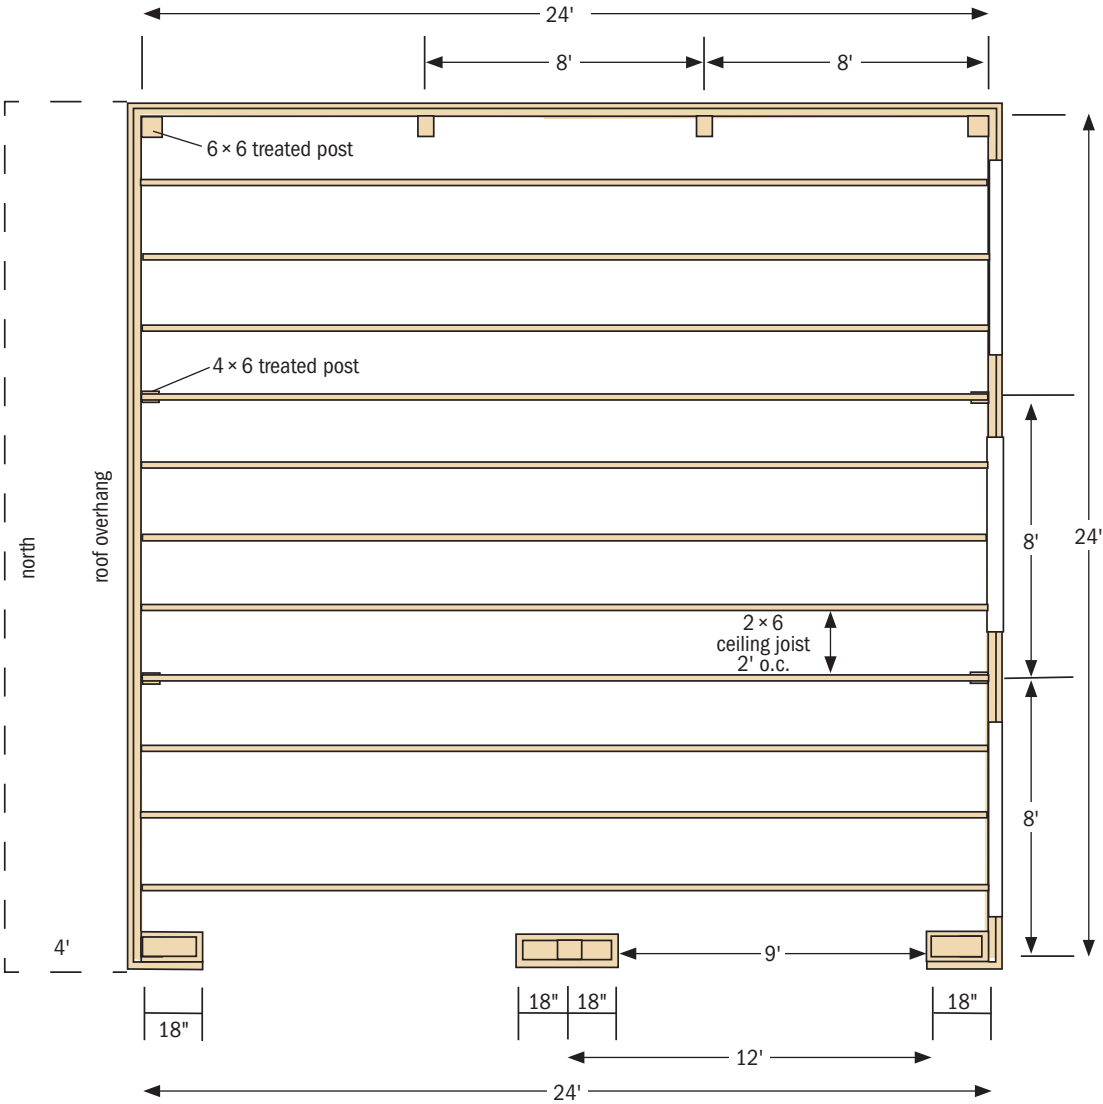 24'
8'
8'
6 × 6 treated post
4 × 6 treated post
roof overhang
north
8'
24'
2 × 6
ceiling joist
2' o.c.
8'
4'
9'
18"
18"
18"
18"
12'
24'